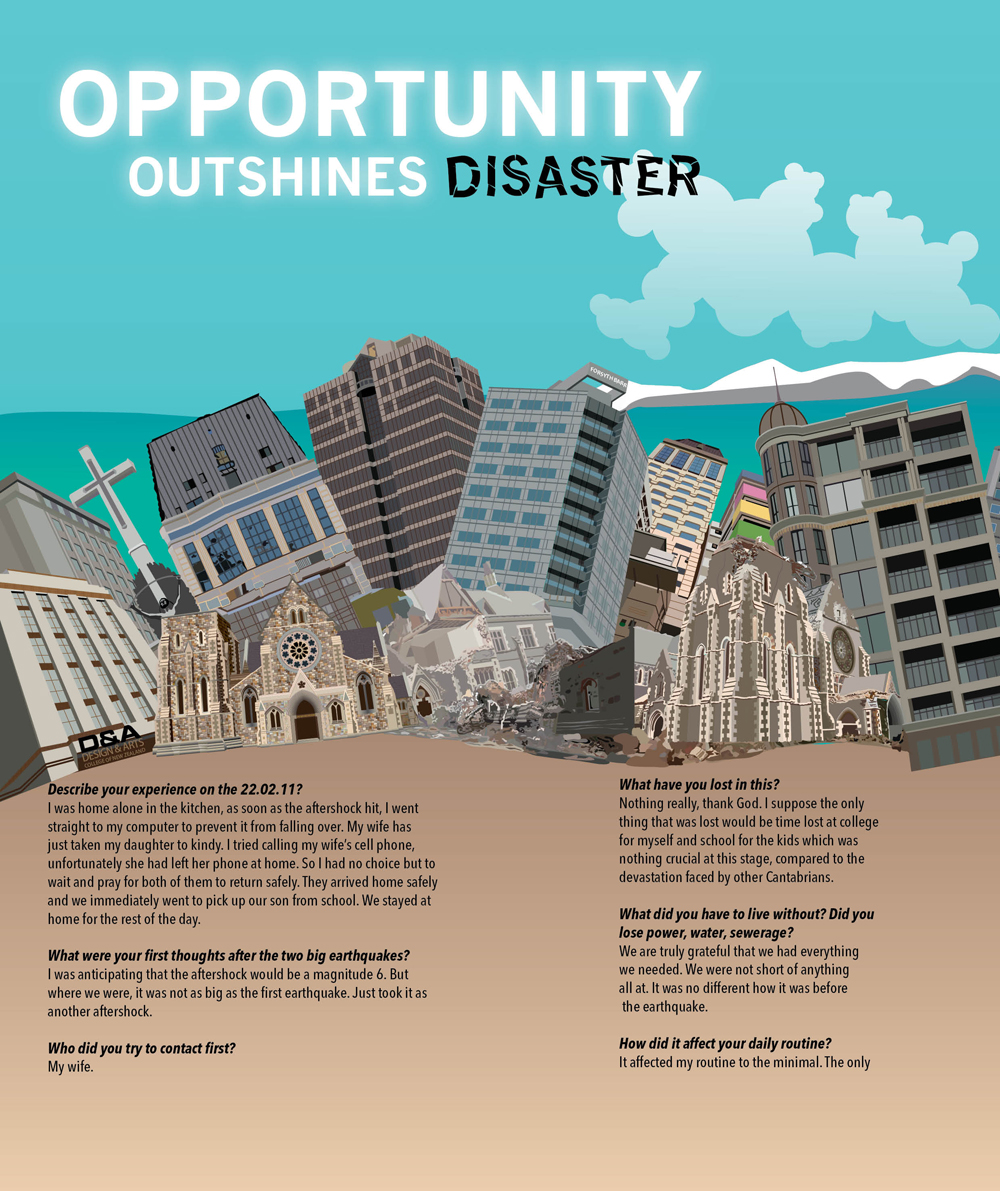 OPPORTUNITY
OUTSHINES DISASTER
FORSYTH BARR
D&A
DESIGN & ARTS
COLLEGE OF NEW ZEALAND
Describe your experience on the 22.02.11?
I was home alone in the kitchen, as soon as the aftershock hit, I went
straight to my computer to prevent it from falling over. My wife has
just taken my daughter to kindy. I tried calling my wife's cell phone,
unfortunately she had left her phone at home. So I had no choice but to
wait and pray for both of them to return safely. They arrived home safely
and we immediately went to pick up our son from school. We stayed at
home for the rest of the day.
What were your first thoughts after the two big earthquakes?
I was anticipating that the aftershock would be a magnitude 6. But
where we were, it was not as big as the first earthquake. Just took it as
another aftershock.
Who did you try to contact first?
My wife.
What have you lost in this?
Nothing really, thank God. I suppose the only
thing that was lost would be time lost at college
for myself and school for the kids which was
nothing crucial at this stage, compared to the
devastation faced by other Cantabrians.
What did you have to live without? Did you
lose power, water, sewerage?
We are truly grateful that we had everything
we needed. We were not short of anything
all at. It was no different how it was before
the earthquake.
How did it affect your daily routine?
It affected my routine to the minimal. The only